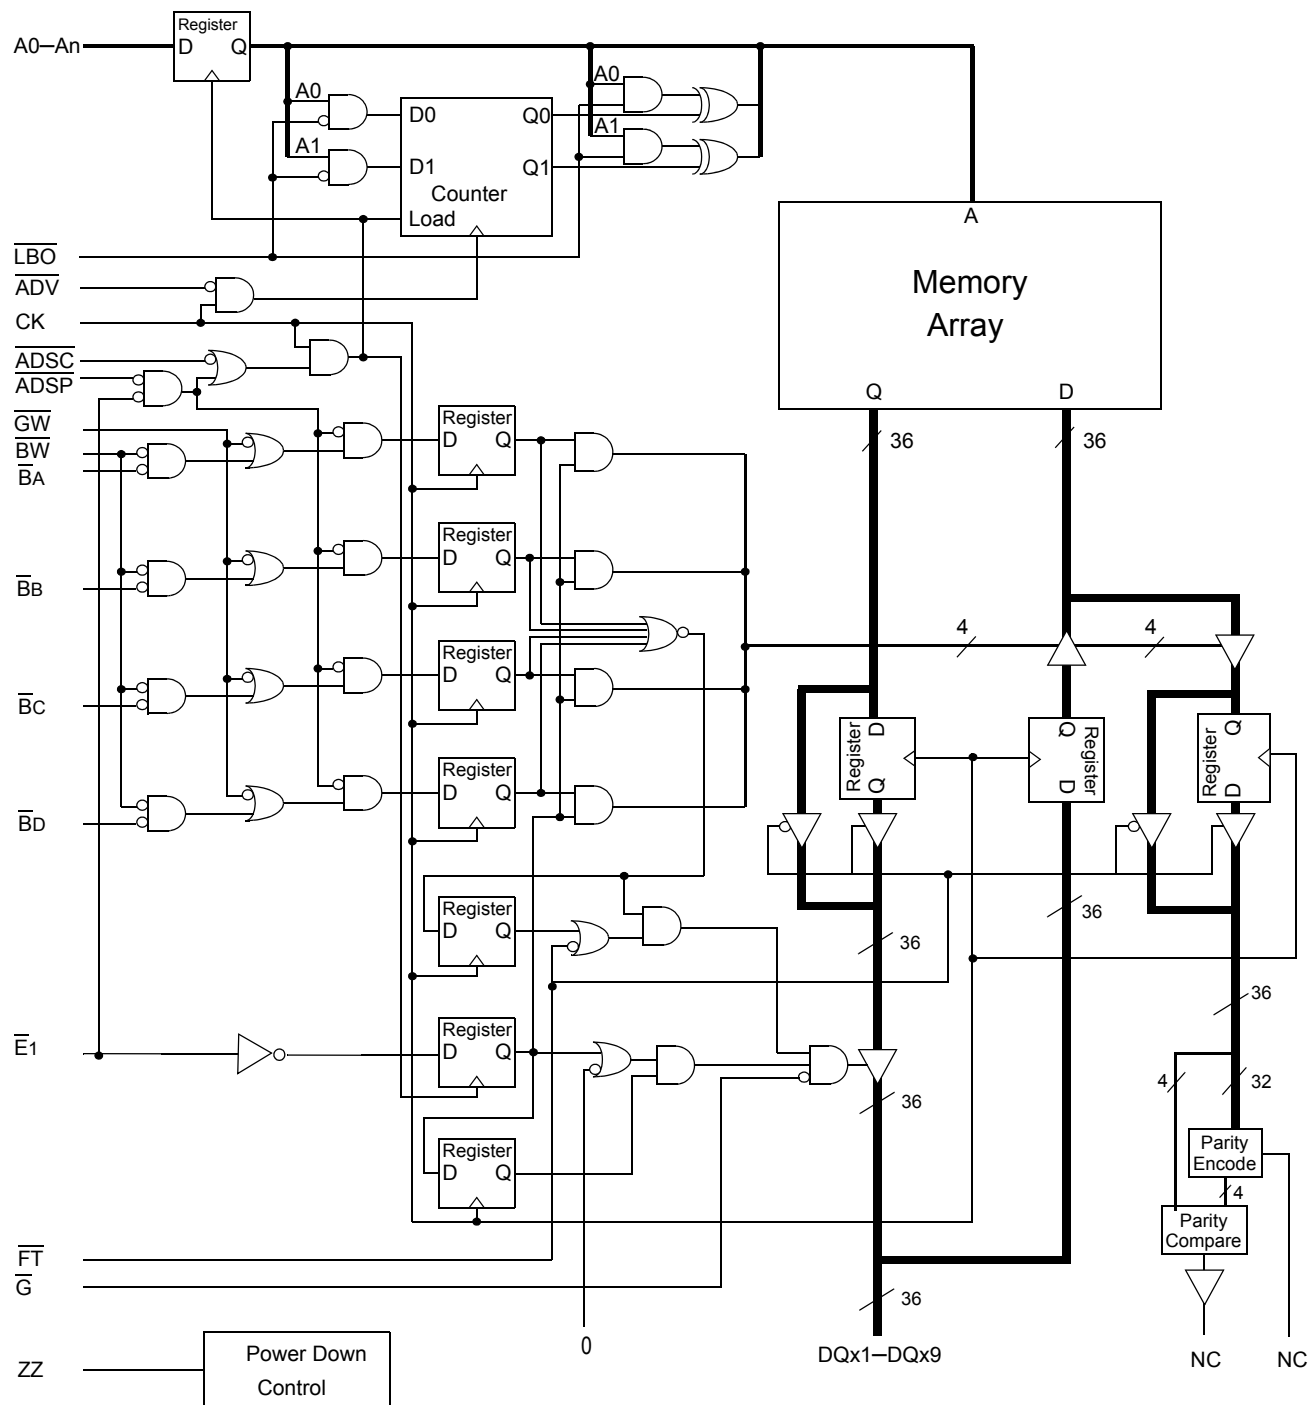 Register
A0–An
D Q
A0
A0
D0
Q0
A1
A1
D1
Q1
Counter
Load
A
LBO
ADV
Memory
Array
CK
ADSC
ADSP
Q D
GW
BW
BA
Register
D Q
36
36
BB
Register
D Q
4
4
BC
Register
D Q
D
Register
Q
Q
Register
D
Q
Register
D
BD
Register
D Q
Register
D Q
36
36
36
E1
Register
D Q
4
32
36
Register
D Q
Parity
Encode
4
Parity
Compare
FT
G
36
0
DQx1–DQx9
NC
NC
ZZ
Power Down
Control